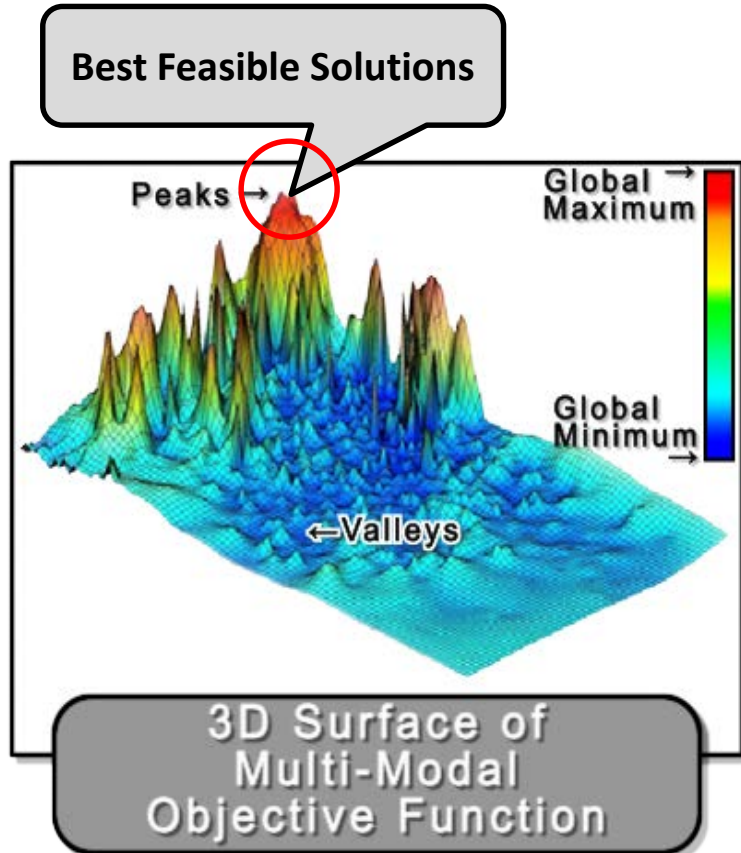 Best Feasible Solutions
Peaks →
Global →
Maximum
Global
Minimum
→
←Valleys
3D Surface of
Multi-Modal
Objective Function